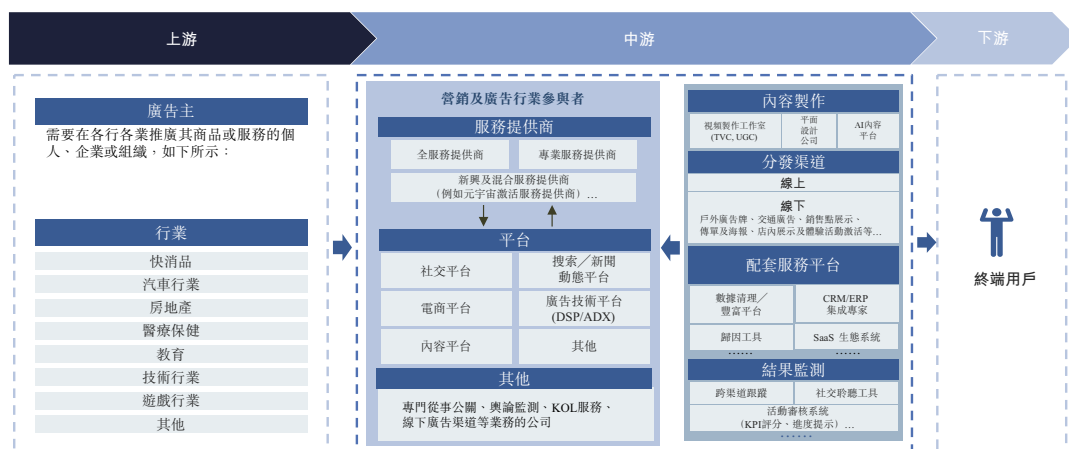 上游
中游
下游
廣告主
需要在各行各業推廣其商品或服務的個
人、企業或組織，如下所示：
行業
快消品
汽車行業
房地產
醫療保健
教育
技術行業
遊戲行業
其他
營銷及廣告行業參與者
服務提供商
全服務提供商
專業服務提供商
新興及混合服務提供商
（例如元宇宙激活服務提供商）…
平台
社交平台
搜索／新聞
動態平台
電商平台
廣告技術平台
(DSP/ADX)
內容平台
其他
其他
專門從事公關、輿論監測、KOL服務、
線下廣告渠道等業務的公司
內容製作
視頻製作工作室
(TVC, UGC)
平面
設計
公司
AI內容
平台
分發渠道
線上
線下
戶外廣告牌、交通廣告、銷售點展示、
傳單及海報、店內展示及體驗活動激活等…
配套服務平台
數據清理／
豐富平台
CRM/ERP
集成專家
歸因工具
SaaS 生態系統
……
……
結果監測
跨渠道跟蹤
社交聆聽工具
活動審核系統
（KPI評分、進度提示）…
……
終端用戶